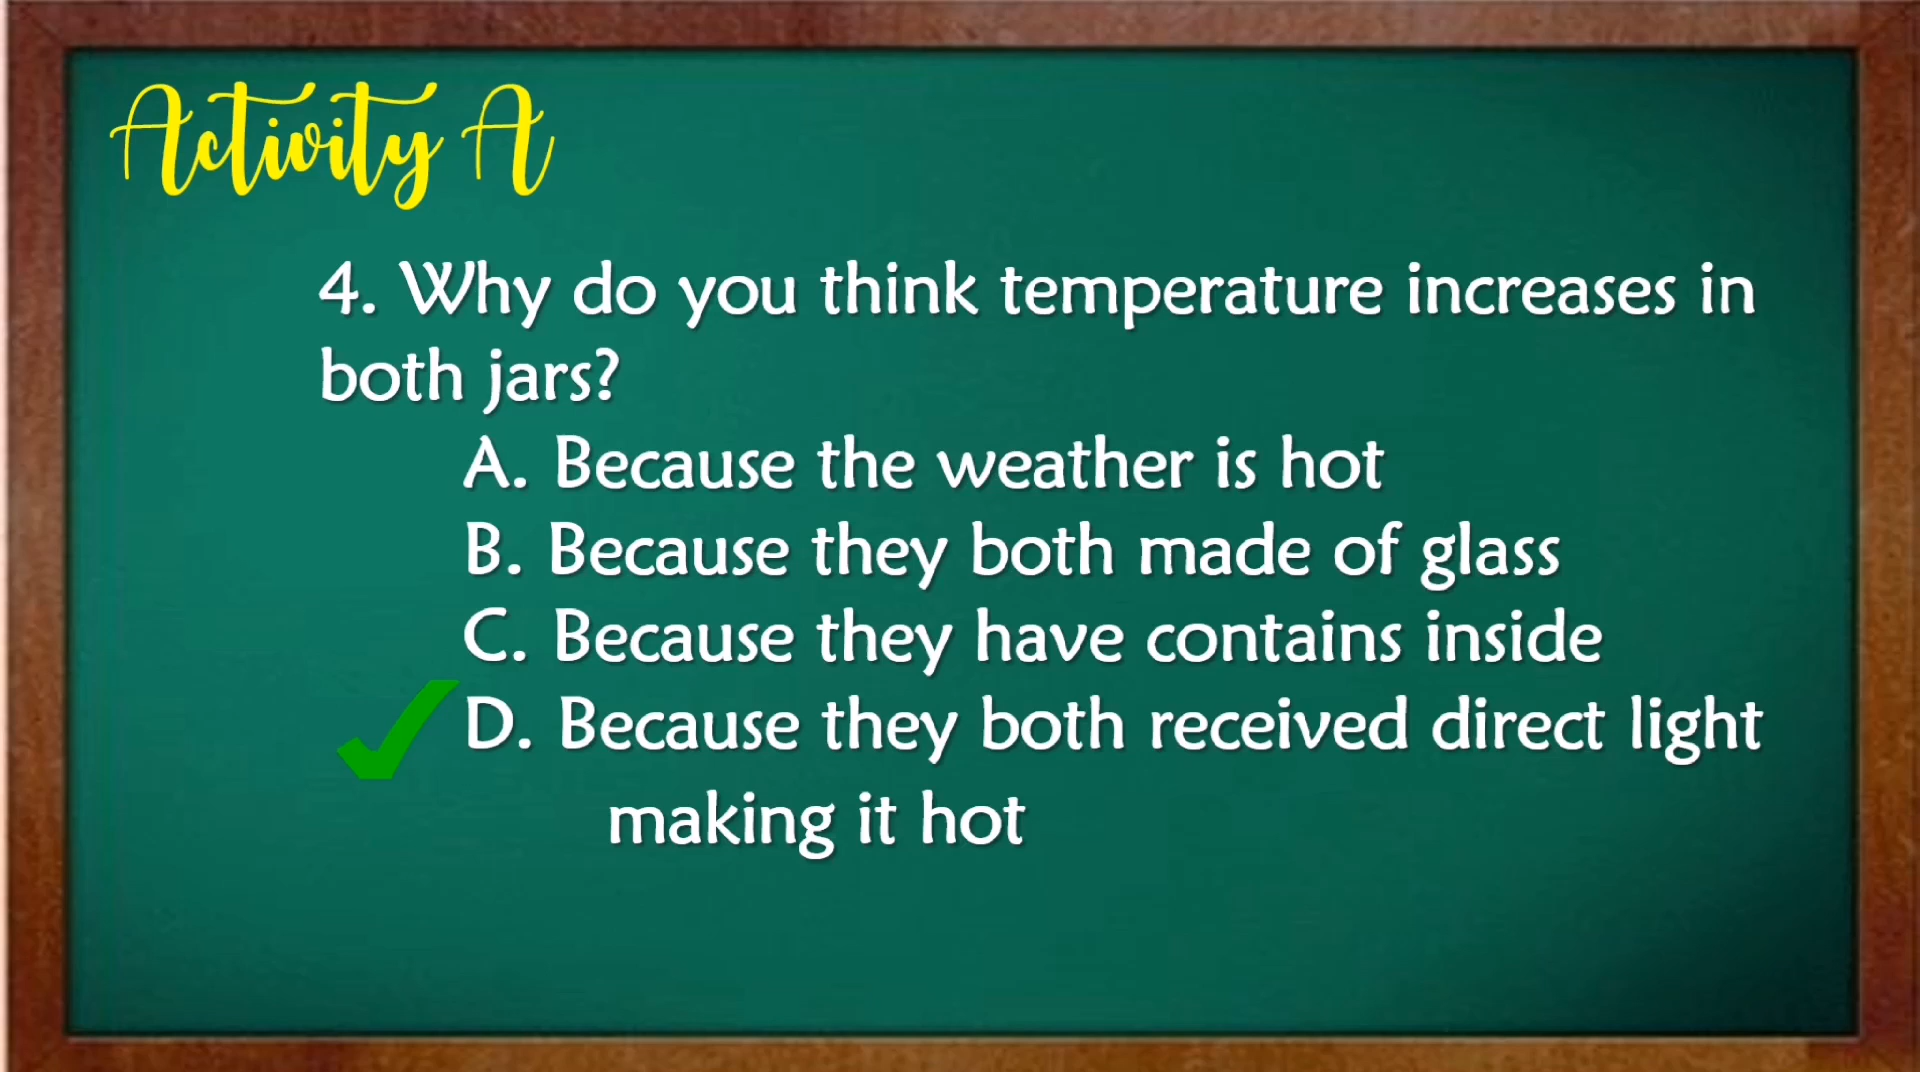 Activity A
4. Why do you think temperature increases in
both jars?
A. Because the weather is hot
B. Because they both made of glass
C. Because they have contains inside
D. Because they both received direct light
making it hot